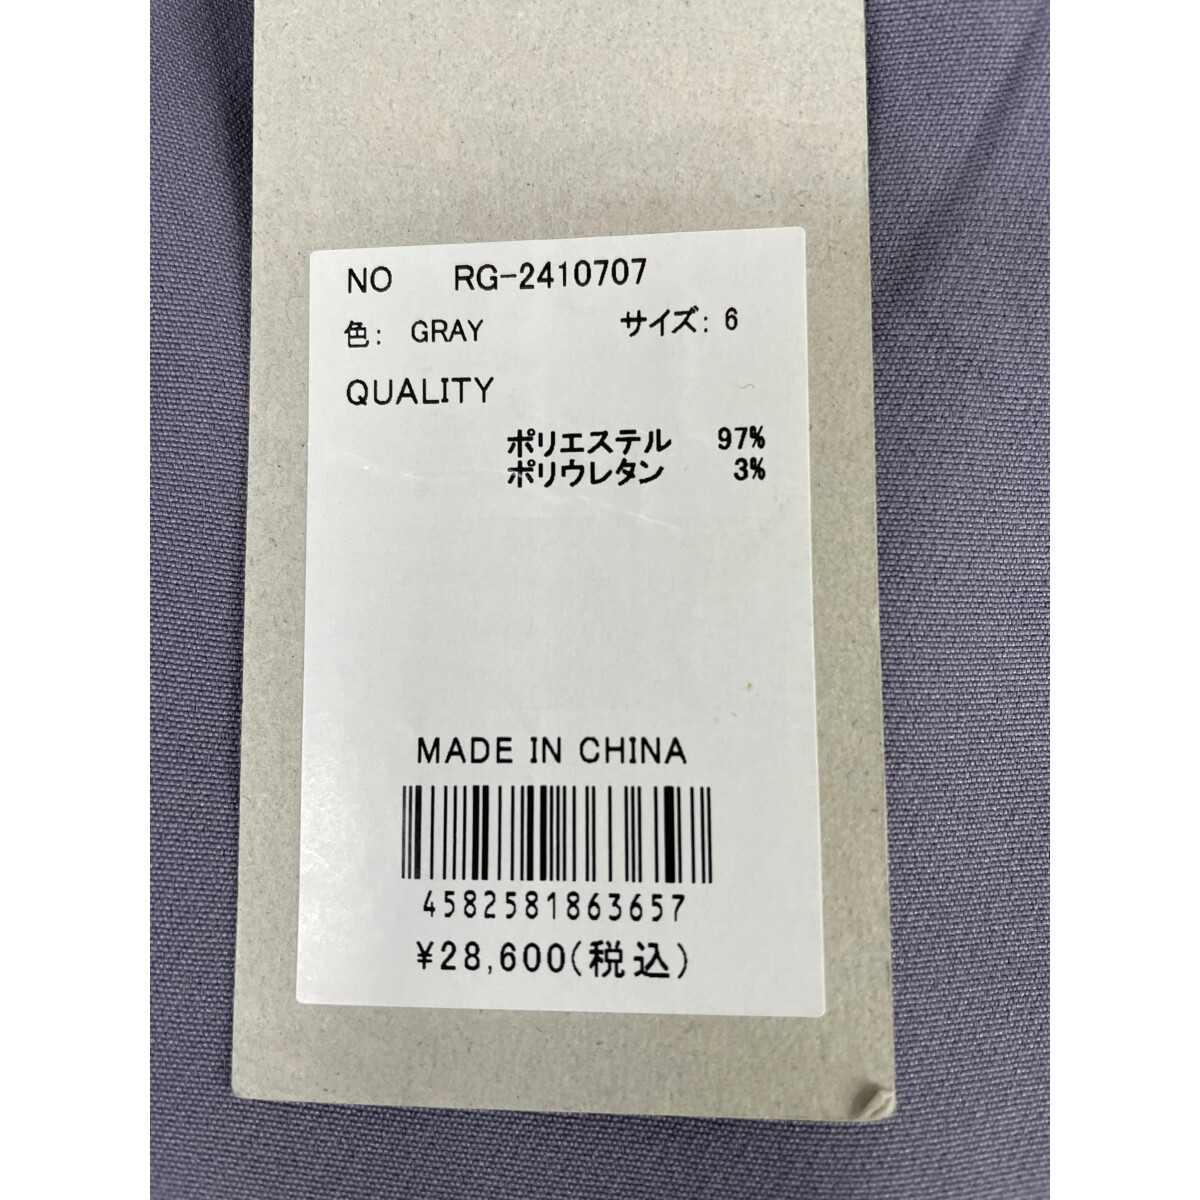 NO RG-2410707
色: GRAY サイズ: 6
QUALITY
ポリエステル 97%
ポリウレタン 3%
MADE IN CHINA
4582581863657
¥28,600(税込)